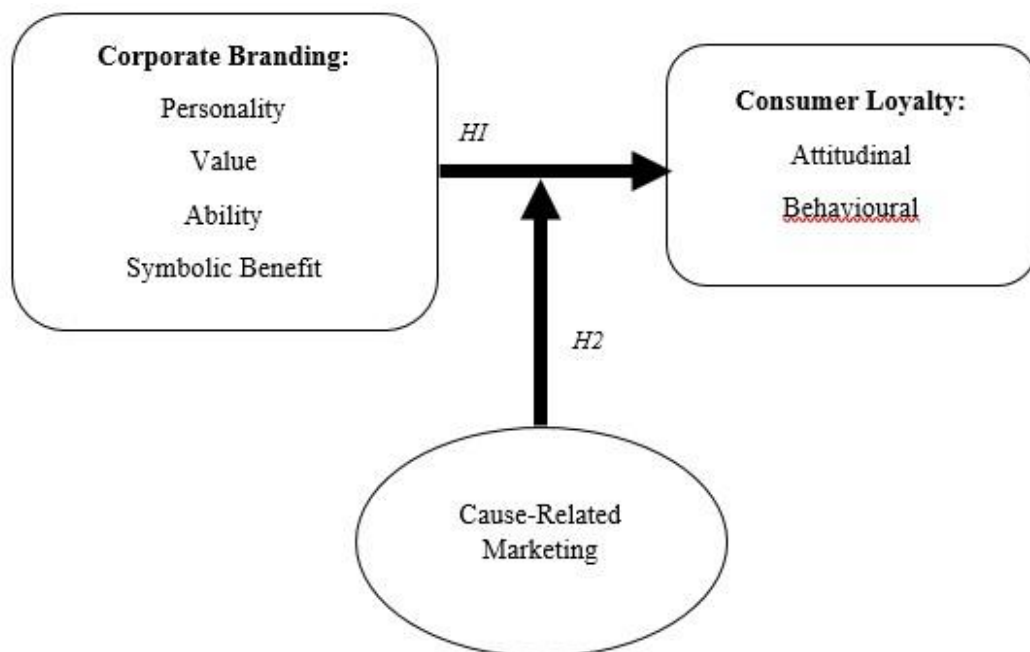 Corporate Branding:
Personality
Value
Ability
Symbolic Benefit
H1
Consumer Loyalty:
Attitudinal
Behavioural
H2
Cause-Related
Marketing